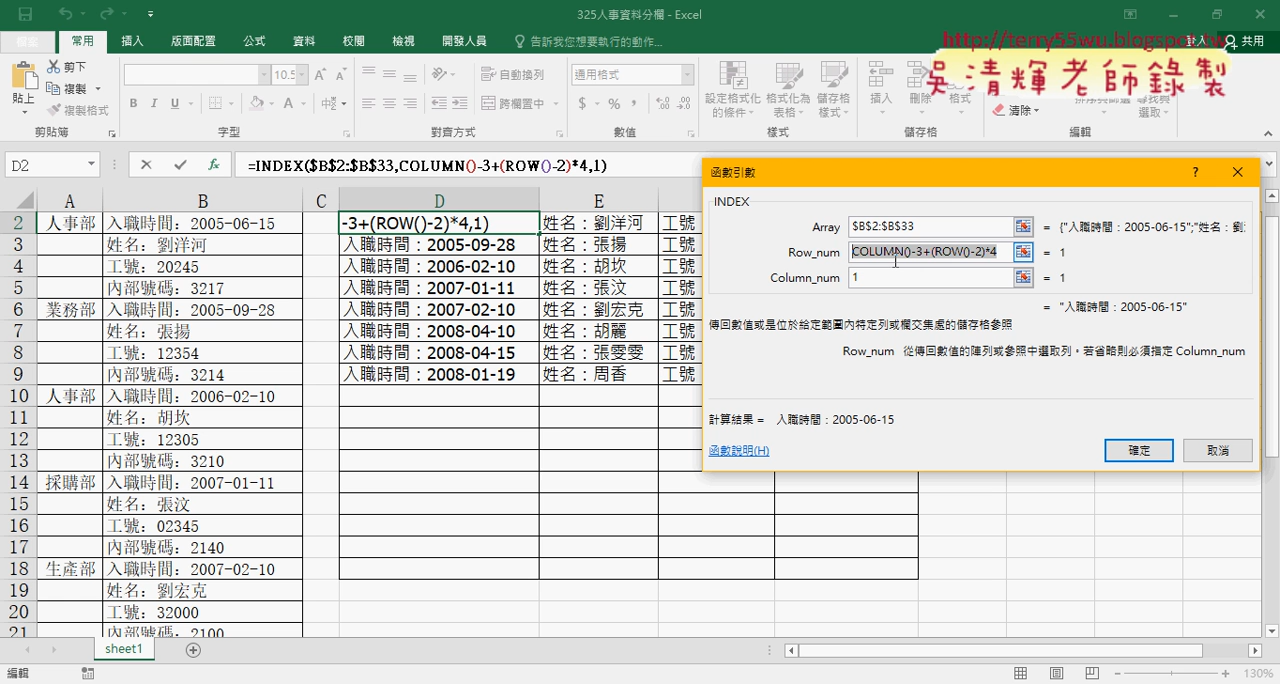 325人事資料分欄 - Excel
http://terry55wu.blogspot.tw
吳清輝老師錄製
檔案 常用 插入 版面配置 公式 資料 校閱 檢視 開發人員 告訴我您想要執行的動作... 登入 共用
貼上 剪下 複製 複製格式 剪貼簿
10.5 B I U 字型
自動換列 跨欄置中 對齊方式
通用格式 數值
設定格式化的條件 格式化為表格 儲存格樣式 樣式
插入 刪除 格式 儲存格
清除 排序與篩選 尋找與選取 編輯
D2 =INDEX($B$2:$B$33,COLUMN()-3+(ROW()-2)*4,1)
A B C D E
2 人事部 入職時間：2005-06-15 -3+(ROW()-2)*4,1) 姓名：劉洋河 工號
3 姓名：劉洋河 入職時間：2005-09-28 姓名：張揚 工號
4 工號：20245 入職時間：2006-02-10 姓名：胡坎 工號
5 內部號碼：3217 入職時間：2007-01-11 姓名：張汶 工號
6 業務部 入職時間：2005-09-28 入職時間：2007-02-10 姓名：劉宏克 工號
7 姓名：張揚 入職時間：2008-04-10 姓名：胡麗 工號
8 工號：12354 入職時間：2008-04-15 姓名：張雯雯 工號
9 內部號碼：3214 入職時間：2008-01-19 姓名：周香 工號
10 人事部 入職時間：2006-02-10
11 姓名：胡坎
12 工號：12305
13 內部號碼：3210
14 採購部 入職時間：2007-01-11
15 姓名：張汶
16 工號：02345
17 內部號碼：2140
18 生產部 入職時間：2007-02-10
19 姓名：劉宏克
20 工號：32000
21 內部號碼：2100
函數引數 ? ×
INDEX
Array $B$2:$B$33 = {"入職時間：2005-06-15";"姓名：劉
Row_num COLUMN()-3+(ROW()-2)*4 = 1
Column_num 1 = 1
= "入職時間：2005-06-15"
傳回數值或是位於給定範圍內特定列或欄交集處的儲存格參照
Row_num 從傳回數值的陣列或參照中選取列，若省略則必須指定 Column_num
計算結果 = 入職時間：2005-06-15
函數說明(H) 確定 取消
sheet1
編輯 130%